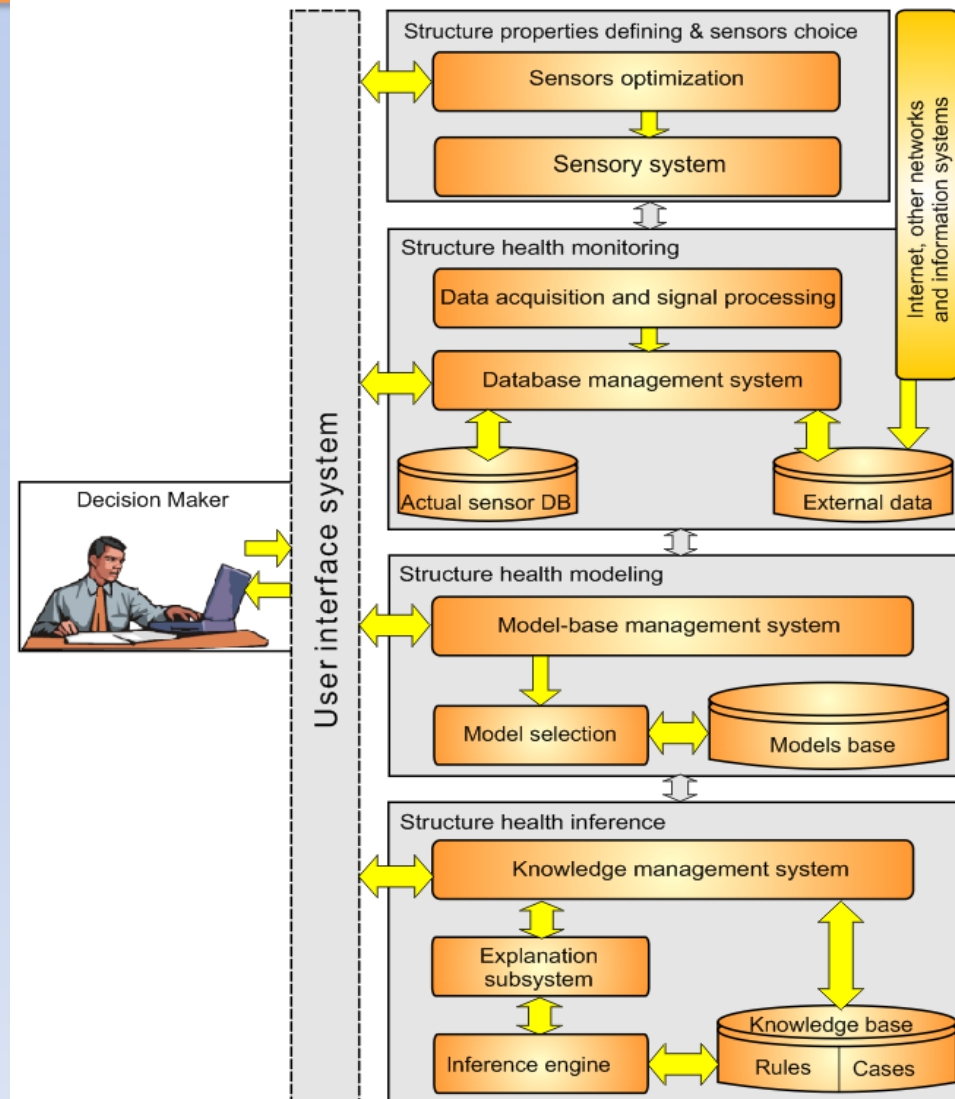 Structure properties defining & sensors choice
Sensors optimization
Sensory system
Internet, other networks
and information systems
Structure health monitoring
Data acquisition and signal processing
Database management system
Actual sensor DB
External data
Decision Maker
User interface system
Structure health modeling
Model-base management system
Model selection
Models base
Structure health inference
Knowledge management system
Explanation
subsystem
Inference engine
Knowledge base
Rules
Cases